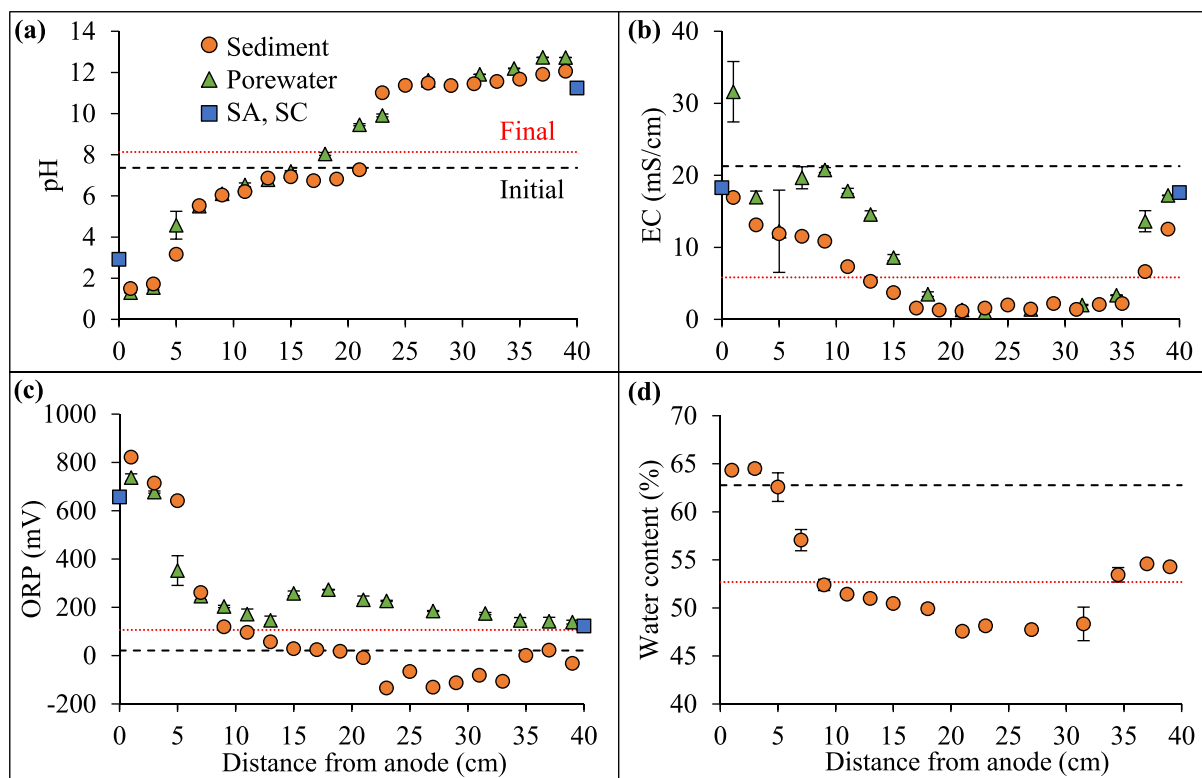 (a)
pH
14
12
10
8
6
4
2
0
Sediment
Porewater
SA, SC
Final
Initial
0 5 10 15 20 25 30 35 40
(b)
EC (mS/cm)
40
30
20
10
0
0 5 10 15 20 25 30 35 40
(c)
ORP (mV)
1000
800
600
400
200
0
-200
0 5 10 15 20 25 30 35 40
Distance from anode (cm)
(d)
Water content (%)
70
65
60
55
50
45
40
0 5 10 15 20 25 30 35 40
Distance from anode (cm)